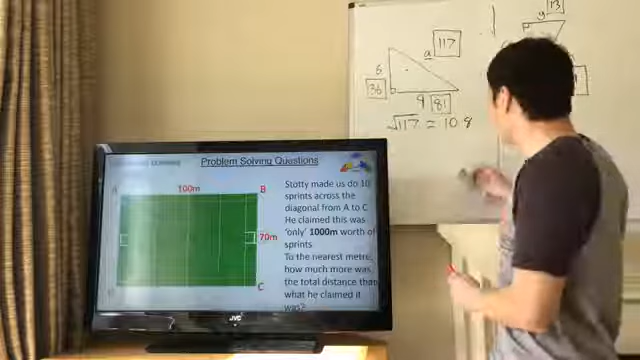 13
y
117
a
6
36
9 81
√117 = 10.8
Problem Solving Questions
A
100m
B
70m
C
Stotty made us do 10
sprints across the
diagonal from A to C
He claimed this was
'only' 1000m worth of
sprints
To the nearest metre,
how much more was
the total distance than
what he claimed it
was?
JVC